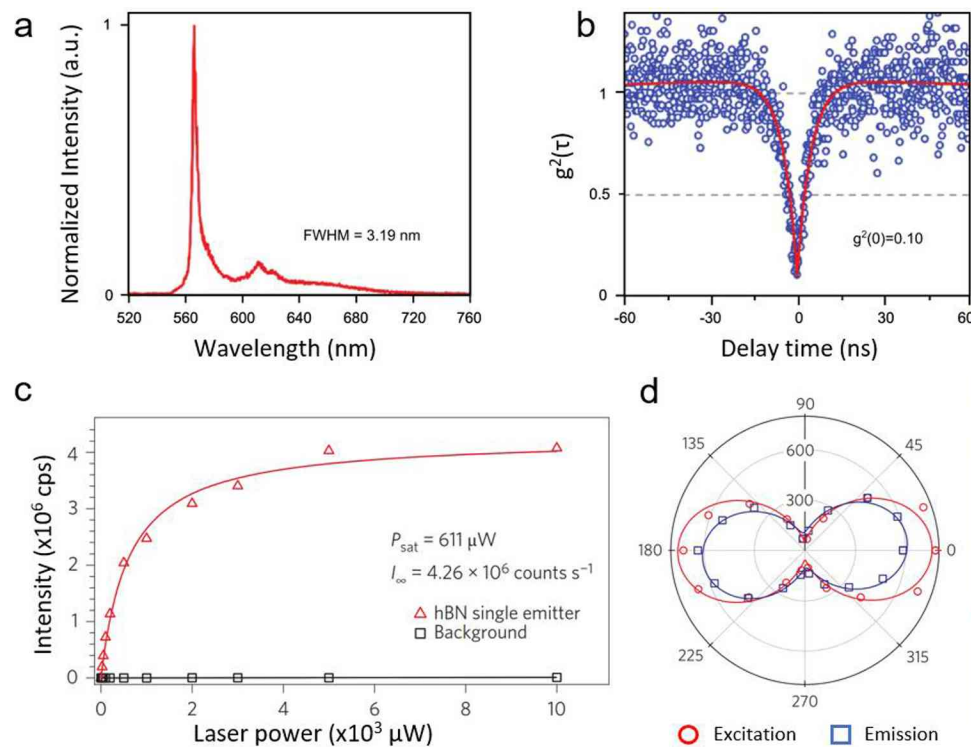 a
Normalized Intensity (a.u.)
1
0
FWHM = 3.19 nm
520 560 600 640 680 720 760
Wavelength (nm)
b
g²(τ)
1
0.5
0
g²(0)=0.10
-60 -30 0 30 60
Delay time (ns)
c
Intensity (x10⁶ cps)
4
3
2
1
0
P_sat = 611 μW
I_∞ = 4.26 × 10⁶ counts s⁻¹
hBN single emitter
Background
0 2 4 6 8 10
Laser power (x10³ μW)
d
90
135 45
600
300
180 0
225 315
270
Excitation Emission